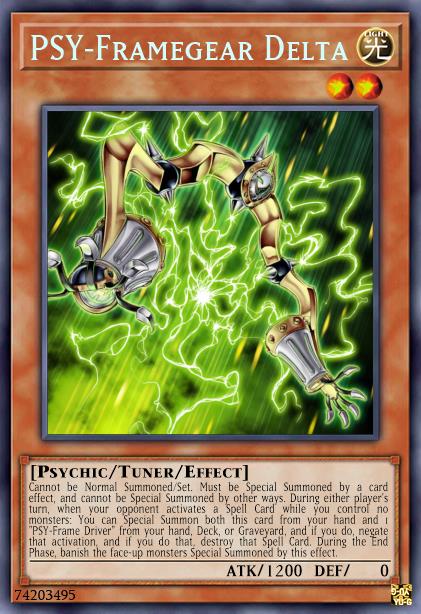 PSY-Framegear Delta
LIGHT
光
[Psychic/Tuner/Effect]
Cannot be Normal Summoned/Set. Must be Special Summoned by a card
effect, and cannot be Special Summoned by other ways. During either player's
turn, when your opponent activates a Spell Card while you control no
monsters: You can Special Summon both this card from your hand and 1
"PSY-Frame Driver" from your hand, Deck, or Graveyard, and if you do, negate
that activation, and if you do that, destroy that Spell Card. During the End
Phase, banish the face-up monsters Special Summoned by this effect.
ATK/1200 DEF/ 0
74203495